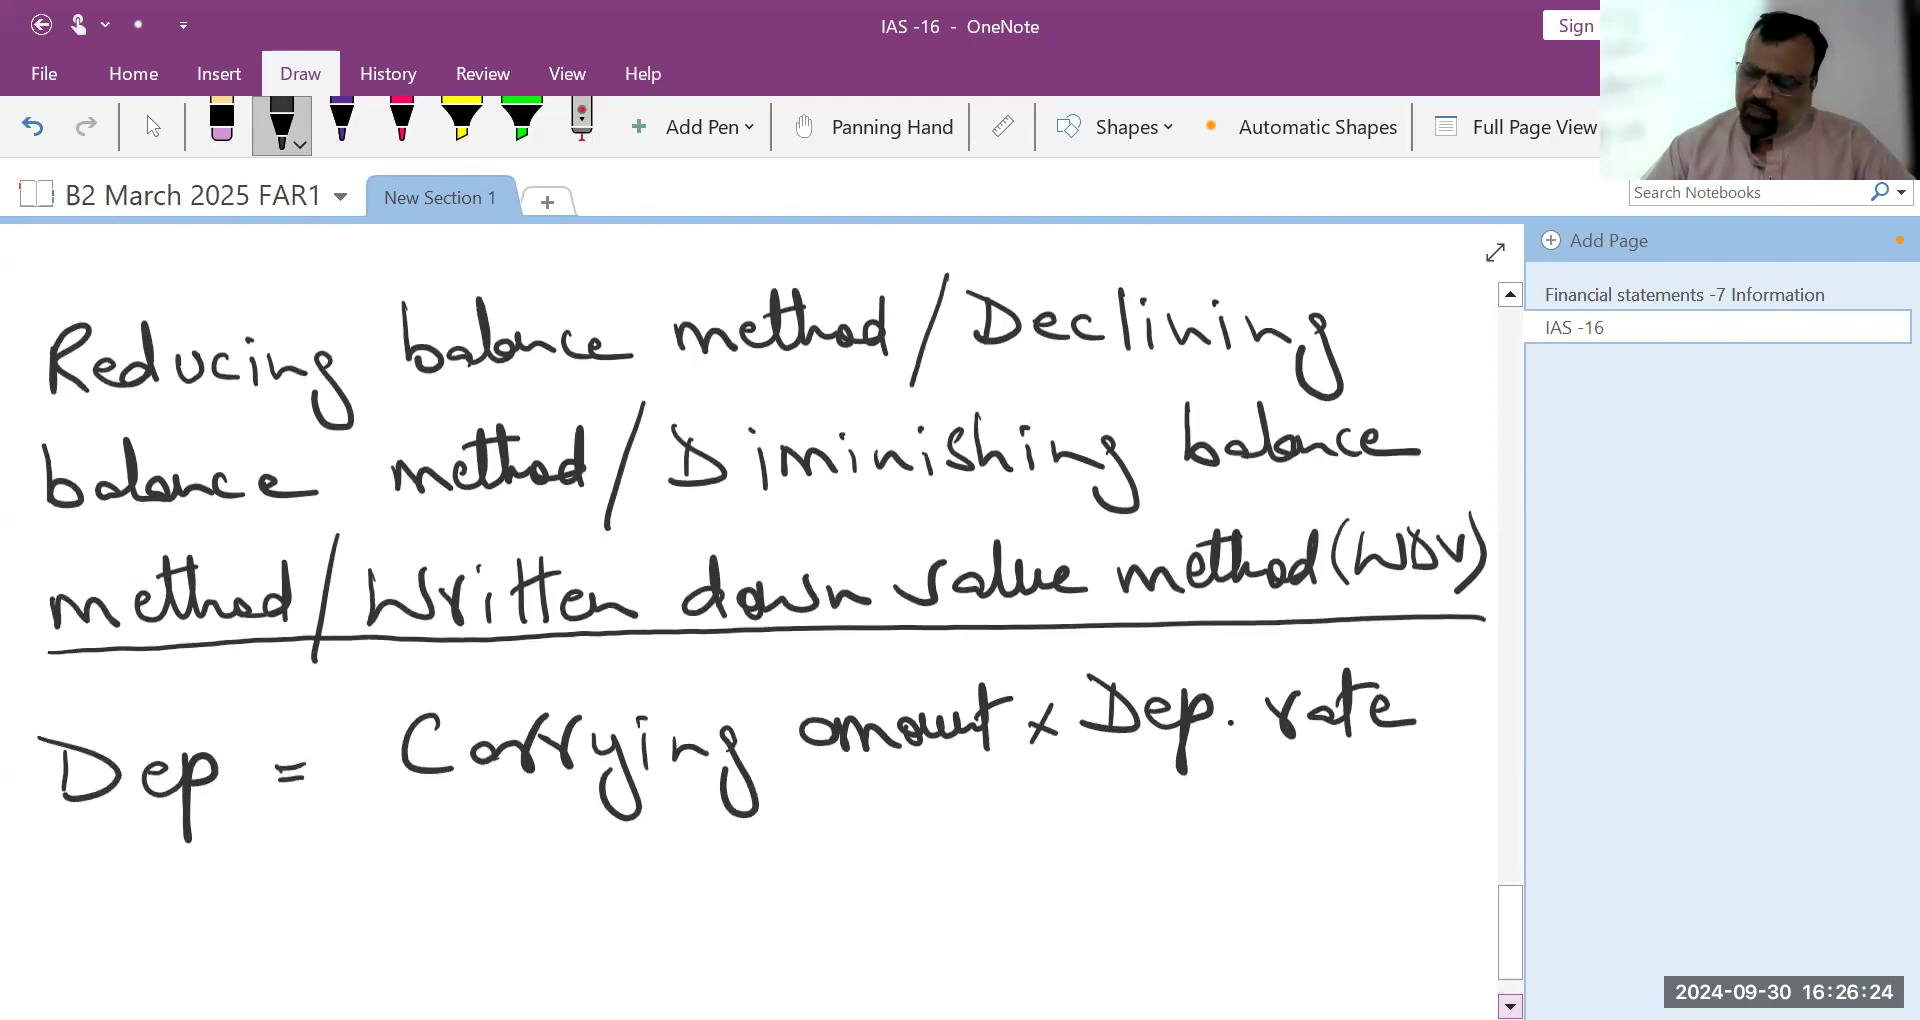 IAS -16 - OneNote
Sign
File Home Insert Draw History Review View Help
Add Pen Panning Hand Shapes Automatic Shapes Full Page View
B2 March 2025 FAR1 New Section 1
Search Notebooks
Add Page
Financial statements -7 Information
IAS -16
Reducing balance method/Declining
balance method/Diminishing balance
method/Written down value method(WDV)
Dep = Carrying amount x Dep. rate
2024-09-30 16:26:24